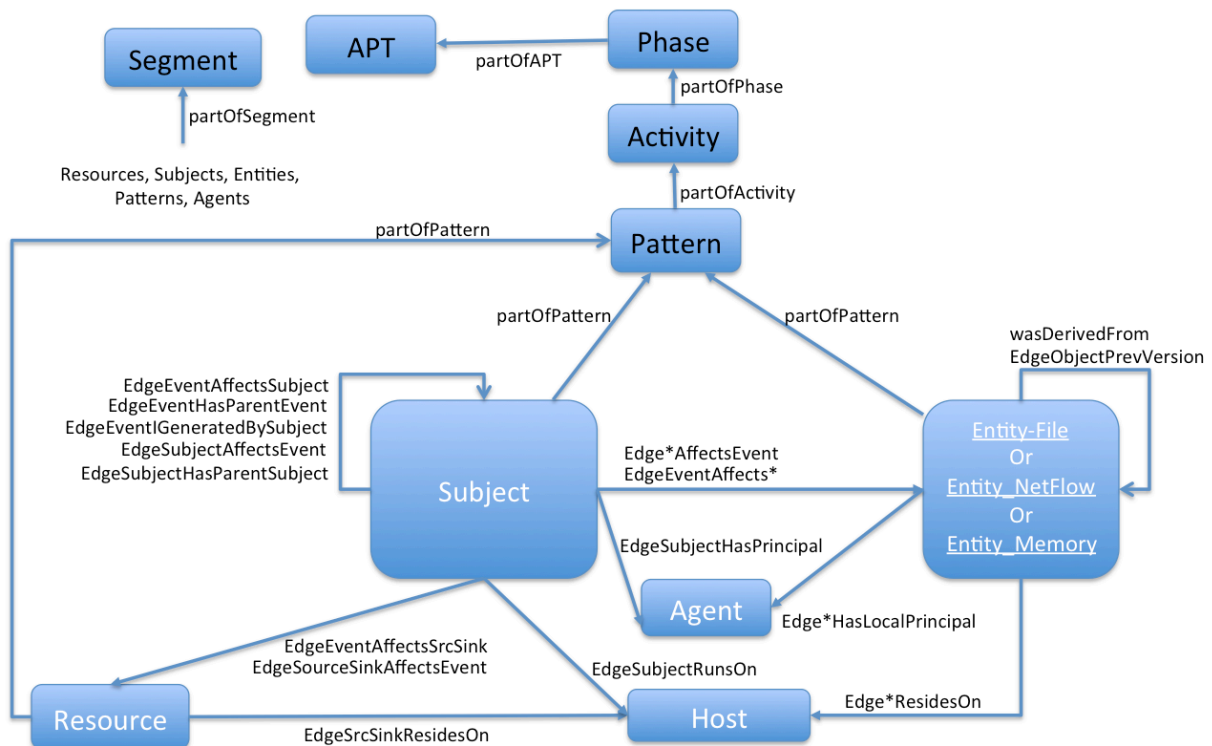 APT
Phase
Segment
partOfAPT
partOfPhase
partOfSegment
Activity
Resources, Subjects, Entities,
Patterns, Agents
partOfActivity
partOfPattern
Pattern
partOfPattern
partOfPattern
wasDerivedFrom
EdgeObjectPrevVersion
EdgeEventAffectsSubject
EdgeEventHasParentEvent
EdgeEventIGeneratedBySubject
EdgeSubjectAffectsEvent
EdgeSubjectHasParentSubject
Subject
Edge*AffectsEvent
EdgeEventAffects*
Entity-File
Or
Entity_NetFlow
Or
Entity_Memory
EdgeSubjectHasPrincipal
Agent
Edge*HasLocalPrincipal
EdgeEventAffectsSrcSink
EdgeSourceSinkAffectsEvent
EdgeSubjectRunsOn
Edge*ResidesOn
Resource
EdgeSrcSinkResidesOn
Host